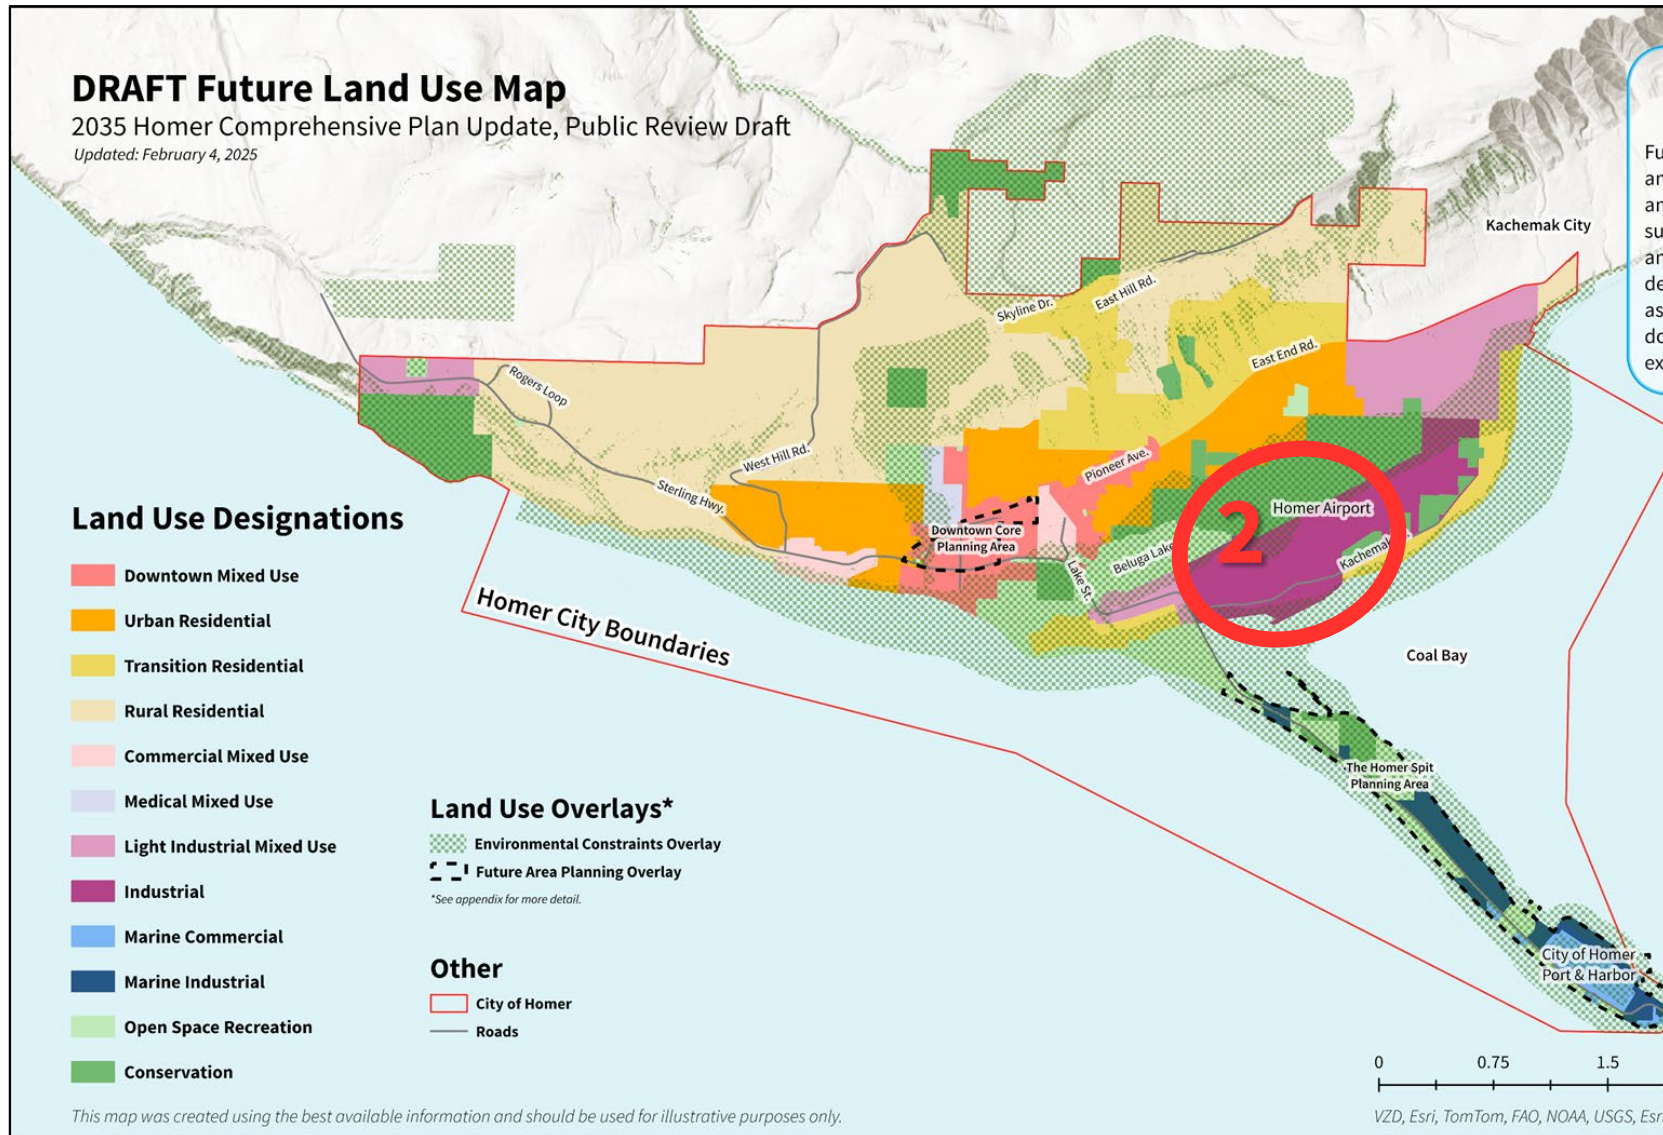 DRAFT Future Land Use Map
2035 Homer Comprehensive Plan Update, Public Review Draft
Updated: February 4, 2025
Kachemak City
Skyline Dr.
East Hill Rd.
East End Rd.
Rogers Loop
West Hill Rd.
Sterling Hwy.
Pioneer Ave.
Downtown Core
Planning Area
Lake St.
Beluga Lake
2
Homer Airport
Homer City Boundaries
Coal Bay
The Homer Spit
Planning Area
City of Homer
Port & Harbor
Land Use Designations
Downtown Mixed Use
Urban Residential
Transition Residential
Rural Residential
Commercial Mixed Use
Medical Mixed Use
Light Industrial Mixed Use
Industrial
Marine Commercial
Marine Industrial
Open Space Recreation
Conservation
Land Use Overlays*
Environmental Constraints Overlay
Future Area Planning Overlay
*See appendix for more detail.
Other
City of Homer
Roads
0 0.75 1.5
This map was created using the best available information and should be used for illustrative purposes only.
VZD, Esri, TomTom, FAO, NOAA, USGS, Esri